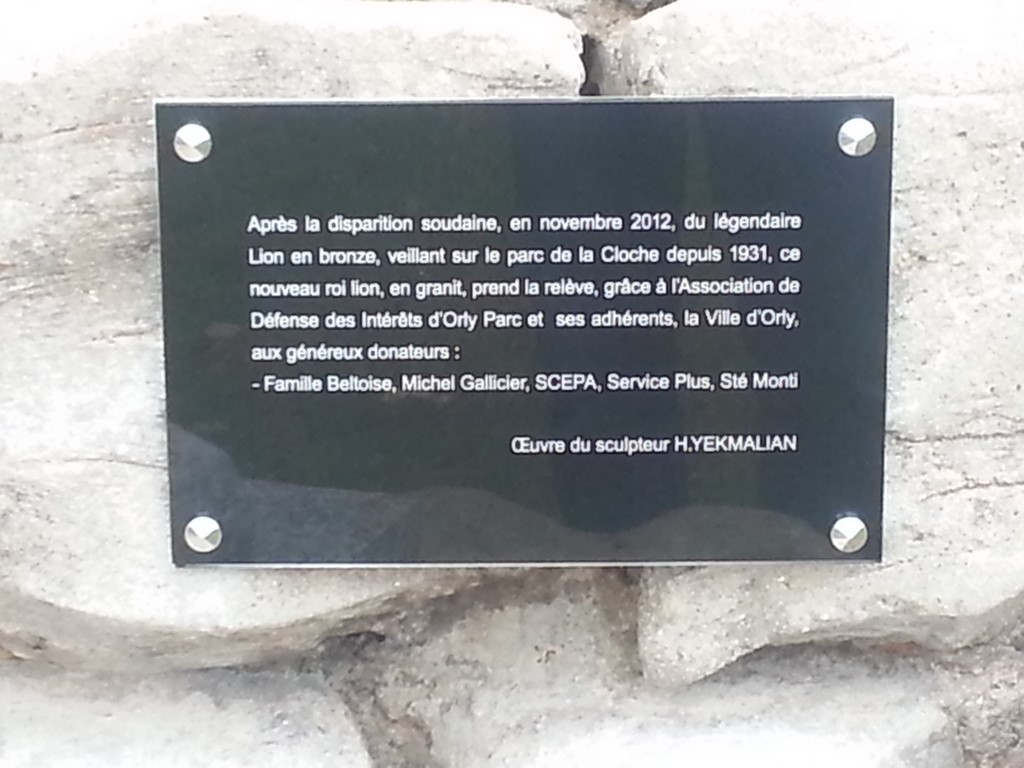 Après la disparition soudaine, en novembre 2012, du légendaire
Lion en bronze, veillant sur le parc de la Cloche depuis 1931, ce
nouveau roi lion, en granit, prend la relève, grâce à l'Association de
Défense des Intérêts d'Orly Parc et ses adhérents, la Ville d'Orly,
aux généreux donateurs :
- Famille Beltoise, Michel Gallicier, SCEPA, Service Plus, Sté Monti
Œuvre du sculpteur H.YEKMALIAN